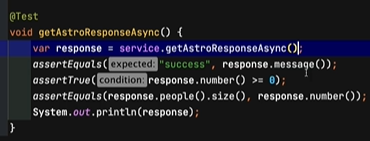 @Test
void getAstroResponseAsync() {
var response = service.getAstroResponseAsync();
assertEquals( expected: "success", response.message());
assertTrue( condition: response.number() >= 0);
assertEquals(response.people().size(), response.number());
System.out.println(response);
}